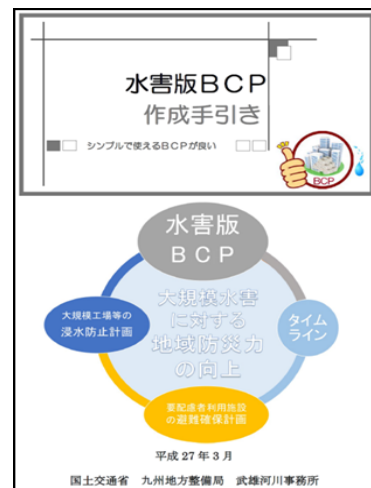 水害版BCP
作成手引き
シンプルで使えるBCPが良い
BCP
水害版
BCP
大規模工場等の
浸水防止計画
大規模水害
に対する
地域防災力
の向上
タイム
ライン
要配慮者利用施設
の避難確保計画
平成27年3月
国土交通省 九州地方整備局 武雄河川事務所